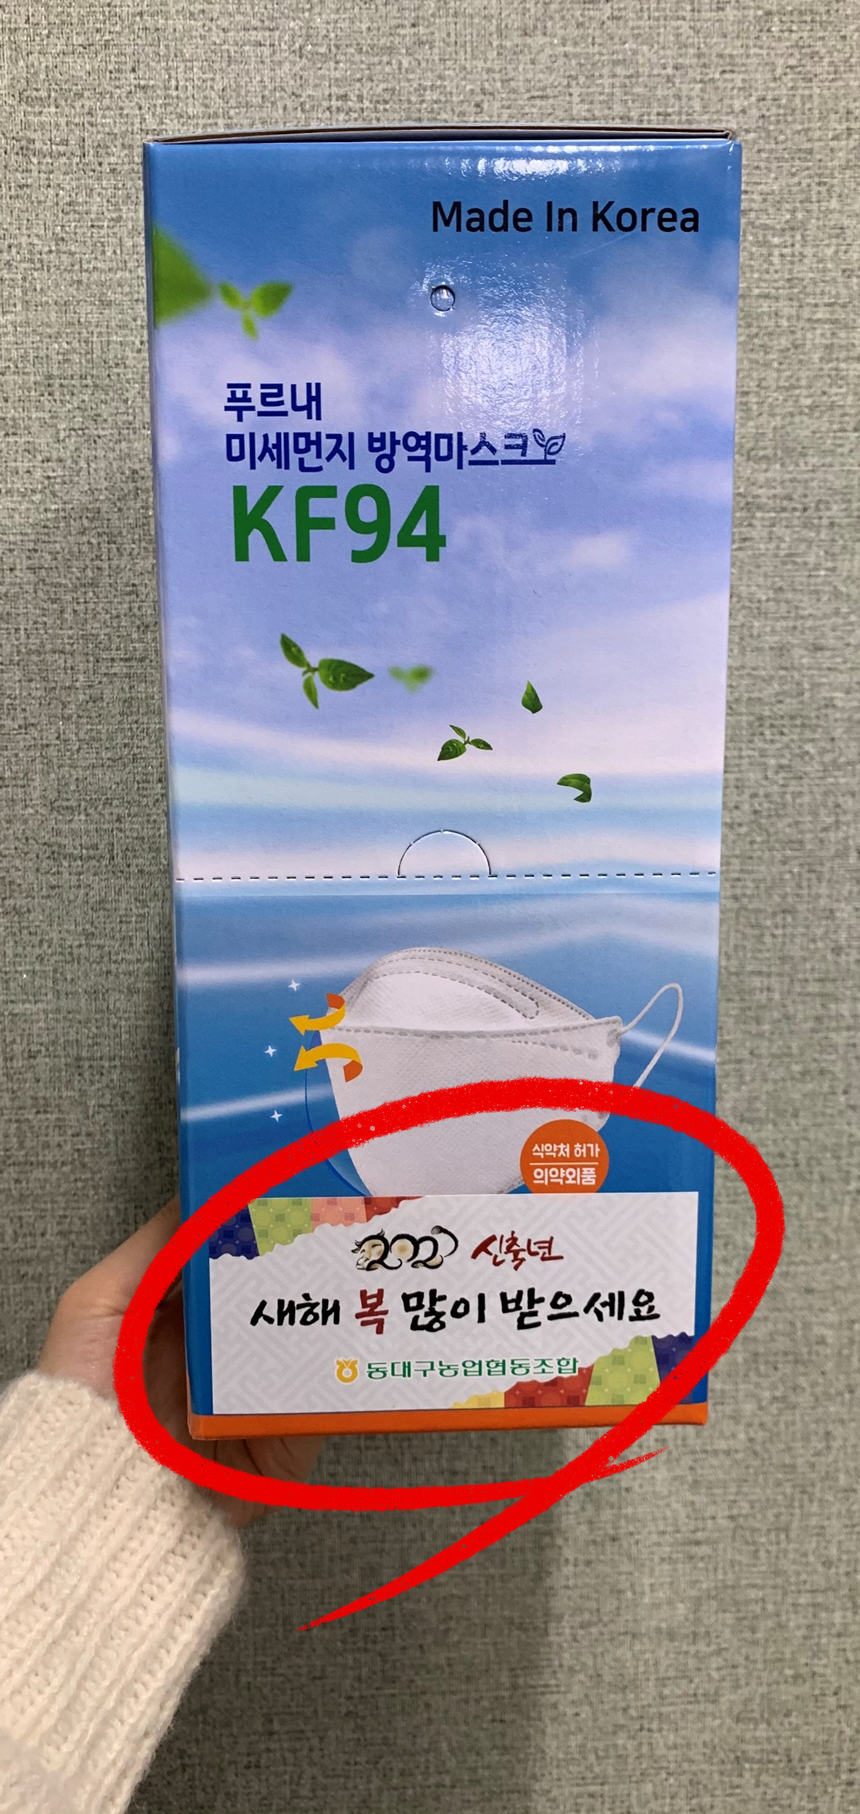 Made In Korea
푸르내
미세먼지 방역마스크
KF94
식약처 허가
의약외품
2020 신축년
새해 복 많이 받으세요
동대구농업협동조합